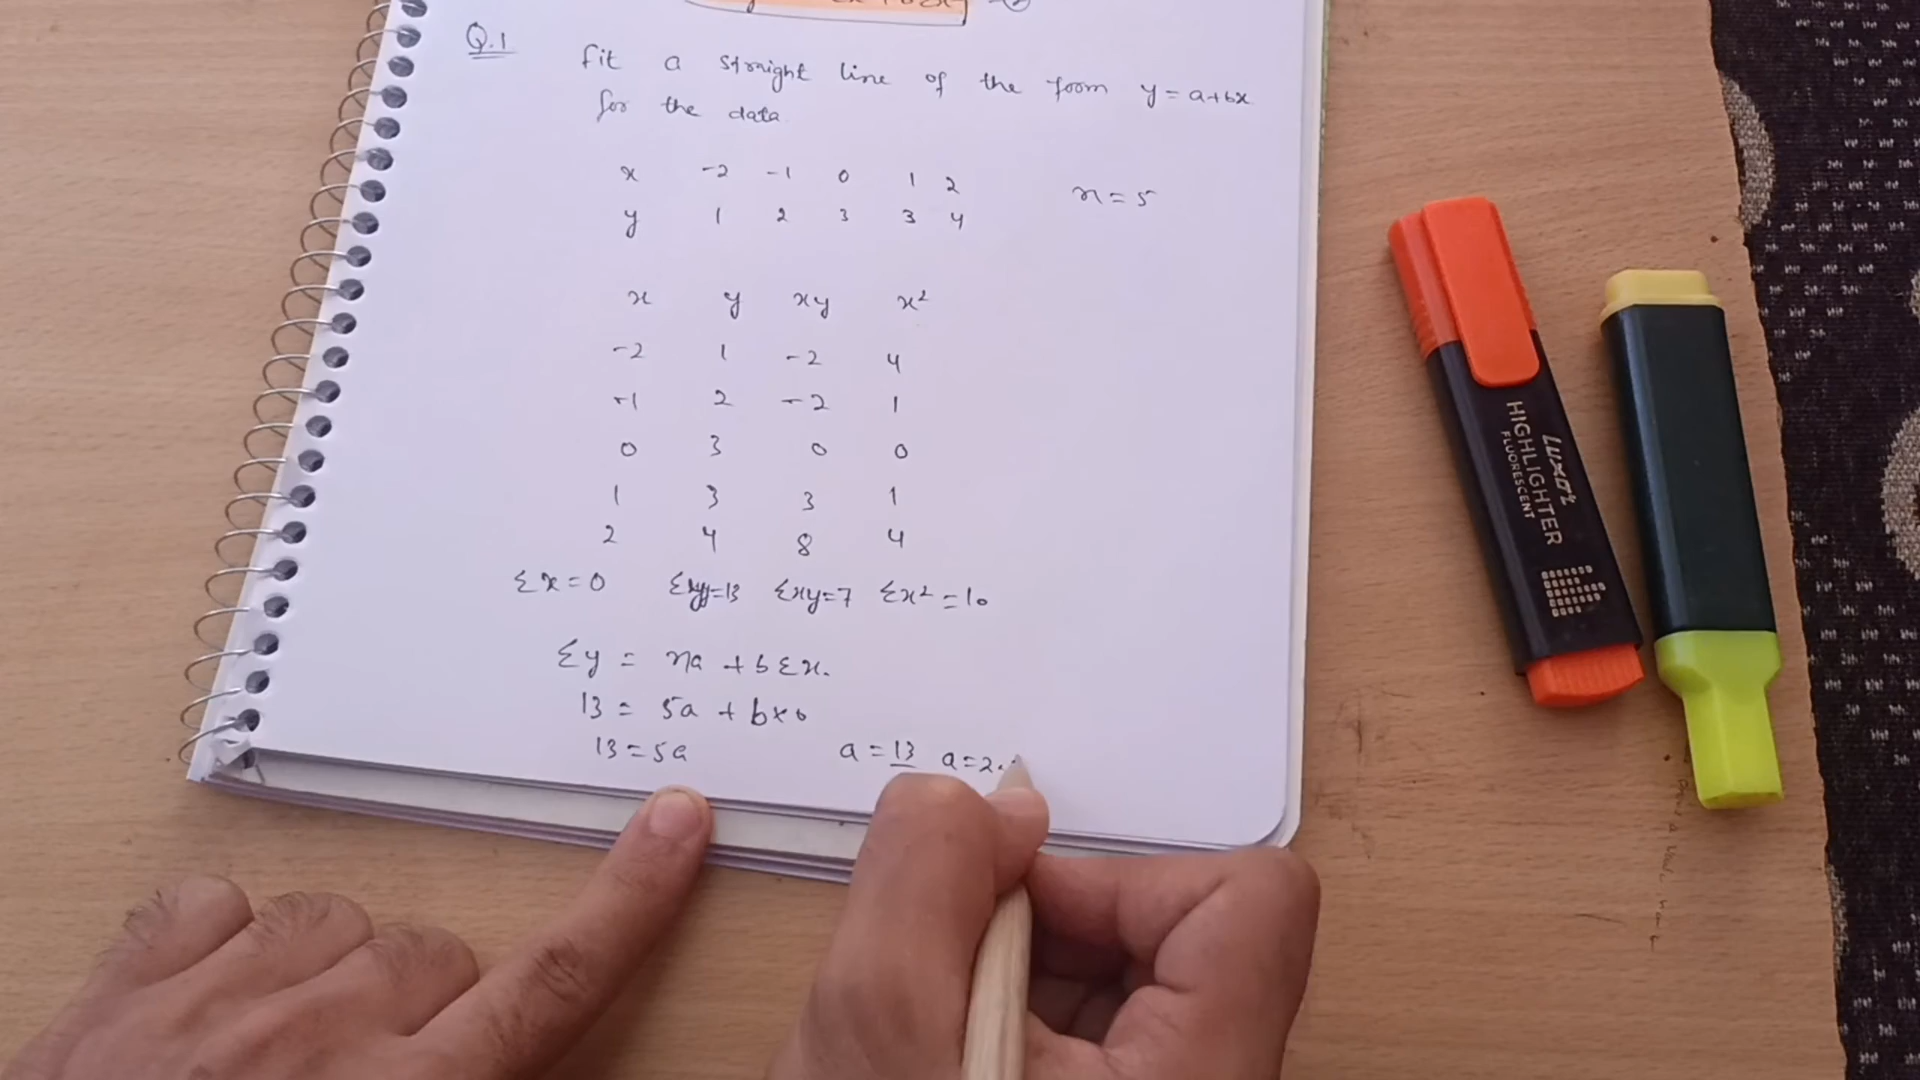 Q.1 Fit a straight line of the form y = a+bx
for the data
x -2 -1 0 1 2
n = 5
y 1 2 3 3 4
x y xy x²
-2 1 -2 4
-1 2 -2 1
0 3 0 0
1 3 3 1
2 4 8 4
Σx = 0 Σy=13 Σxy=7 Σx² = 10
Σy = na + bΣx.
13 = 5a + b×0
13 = 5a a = 13 a = 2.
Luxor
HIGHLIGHTER
FLUORESCENT